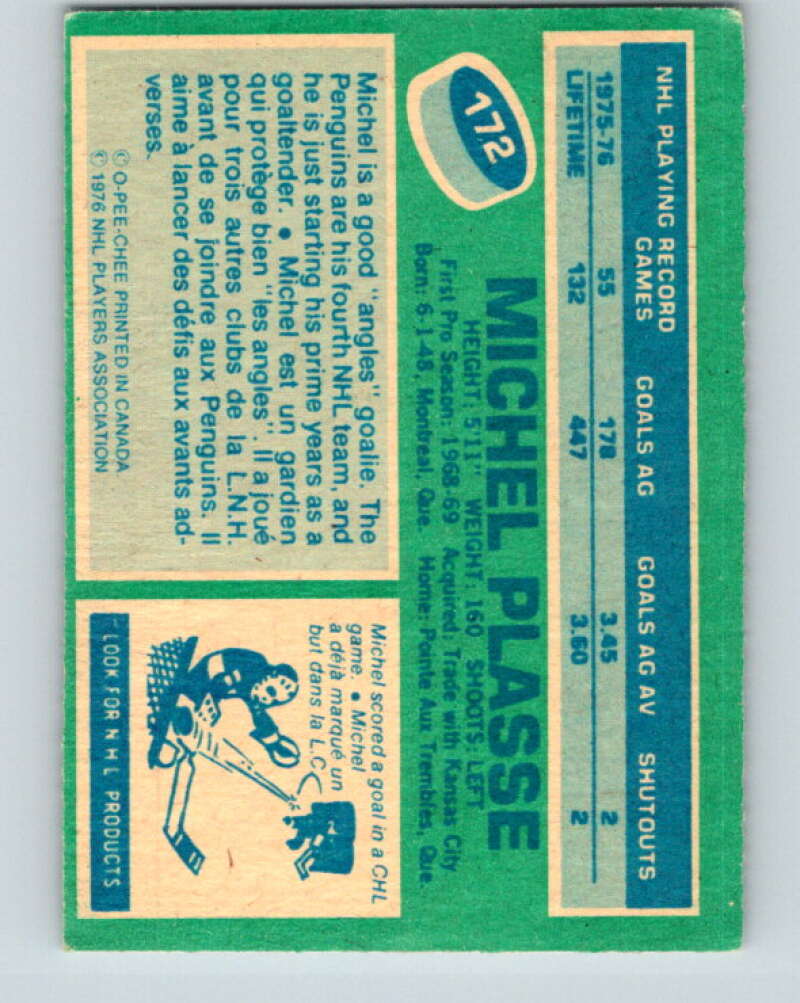 NHL PLAYING RECORD
GAMES GOALS AG GOALS AG AV SHUTOUTS
1975-76 55 178 3.45 2
LIFETIME 132 447 3.60 2
172
MICHEL PLASSE
HEIGHT: 5'11" WEIGHT: 160 SHOOTS: LEFT
First Pro Season: 1968-69 Acquired: Trade with Kansas City
Born: 6-1-48, Montreal, Que. Home: Pointe Aux Trembles, Que.
Michel is a good "angles" goalie. The
Penguins are his fourth NHL team, and
he is just starting his prime years as a
goaltender. ● Michel est un gardien
qui protège bien "les angles". Il a joué
pour trois autres clubs de la L.N.H.
avant de se joindre aux Penguins. Il
aime à lancer des défis aux avants ad-
verses.
© O-PEE-CHEE PRINTED IN CANADA
© 1976 NHL PLAYERS ASSOCIATION
Michel scored a goal in a CHL
game. ● Michel
a déjà marqué un
but dans la L.C
LOOK FOR NHL PRODUCTS